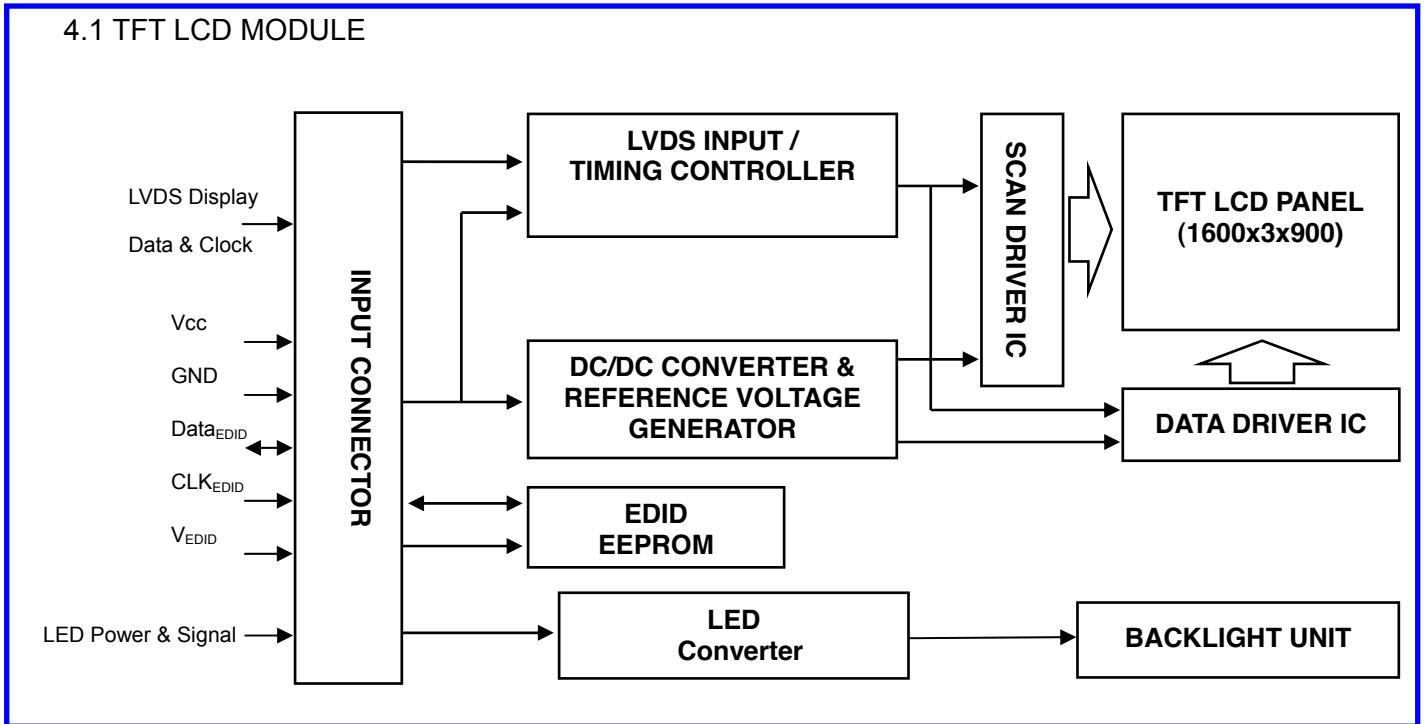 4.1 TFT LCD MODULE
LVDS Display
Data & Clock
Vcc
GND
DataEDID
CLKEDID
VEDID
LED Power & Signal
INPUT CONNECTOR
LVDS INPUT /
TIMING CONTROLLER
DC/DC CONVERTER &
REFERENCE VOLTAGE
GENERATOR
EDID
EEPROM
LED
Converter
SCAN DRIVER IC
TFT LCD PANEL
(1600x3x900)
DATA DRIVER IC
BACKLIGHT UNIT